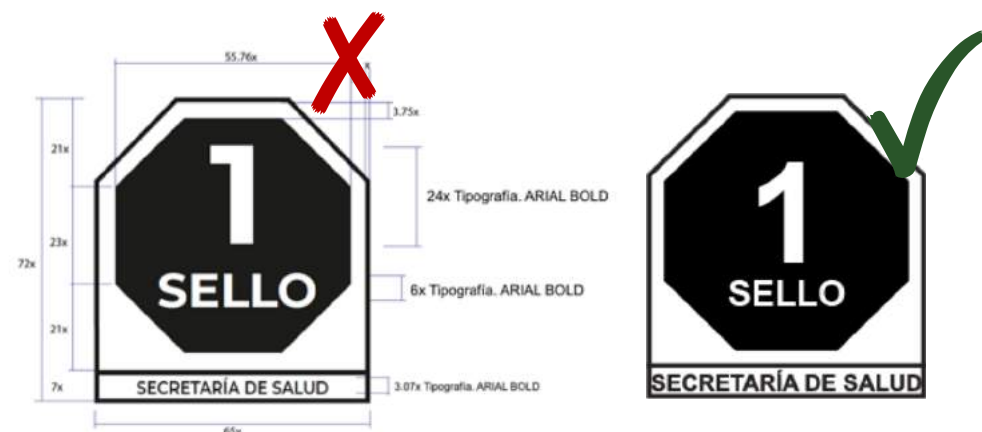 55.76x
x
3.75x
21x
1
24x Tipografía. ARIAL BOLD
23x
72x
SELLO
6x Tipografía. ARIAL BOLD
21x
7x
SECRETARÍA DE SALUD
3.07x Tipografía. ARIAL BOLD
65x
1
SELLO
SECRETARÍA DE SALUD